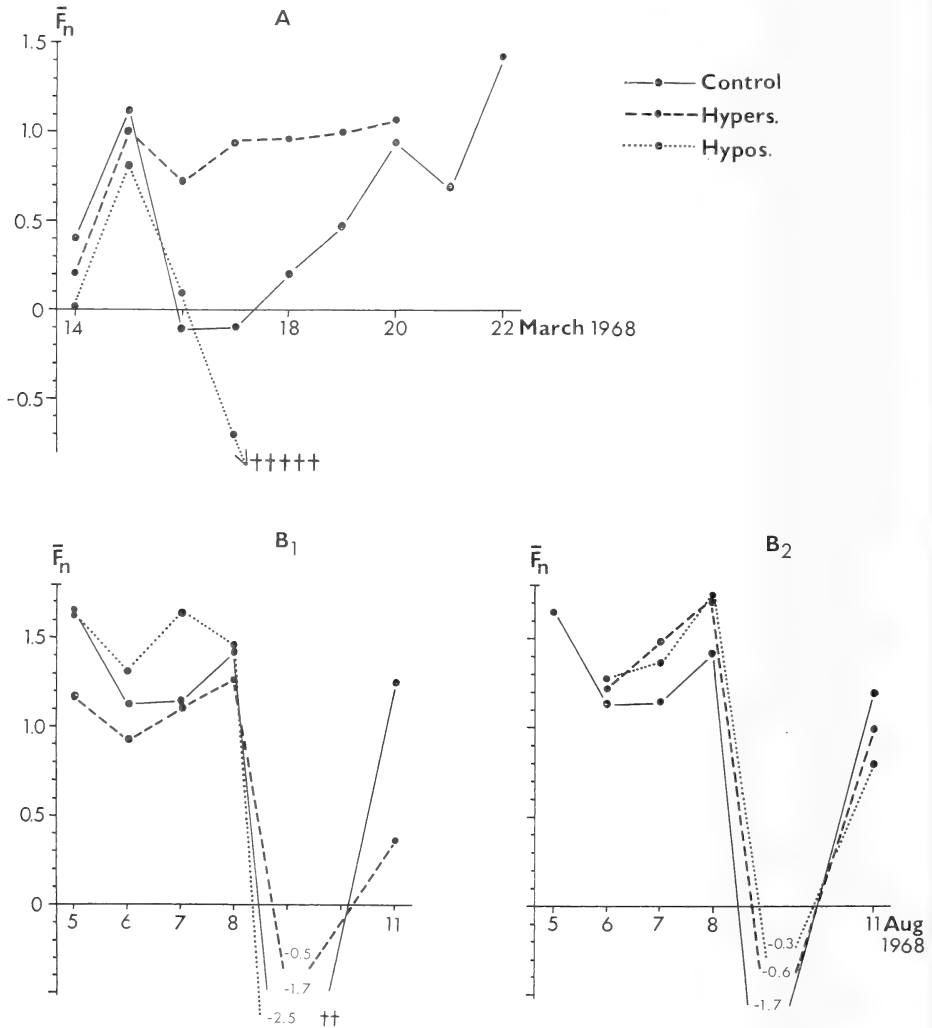 A
F̄n
1.5
1.0
0.5
0
-0.5
14 18 20 22 March 1968
†††††
Control
Hypers.
Hypos.
B1
F̄n
1.5
1.0
0.5
0
5 6 7 8 11
-0.5
-1.7
-2.5 ††
B2
F̄n
5 6 7 8 11 Aug
1968
-0.3
-0.6
-1.7